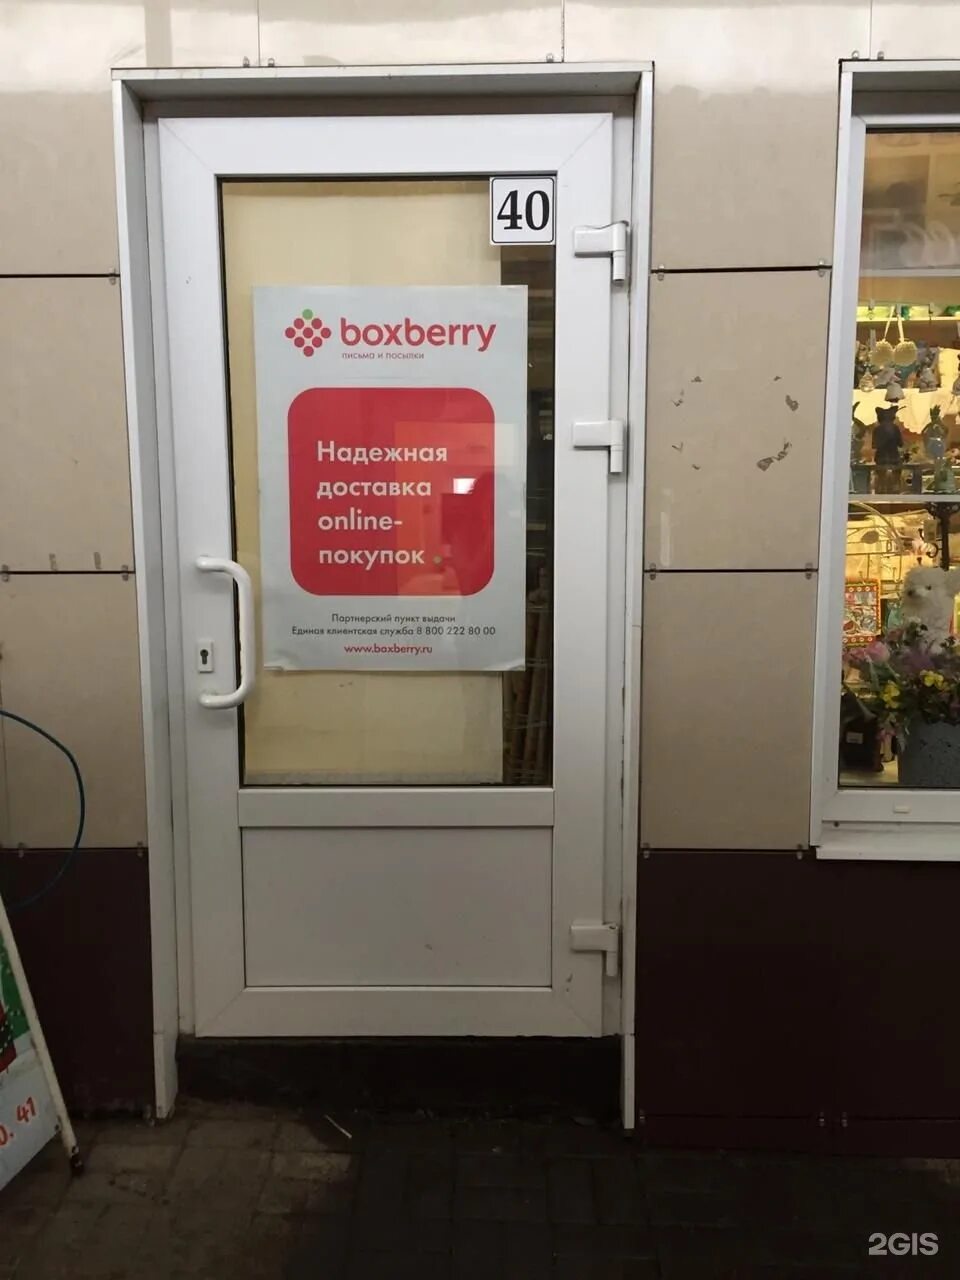 40
boxberry
письма и посылки
Надежная
доставка
online-
покупок
Партнерский пункт выдачи
Единая клиентская служба 8 800 222 80 00
www.boxberry.ru
41
2GIS